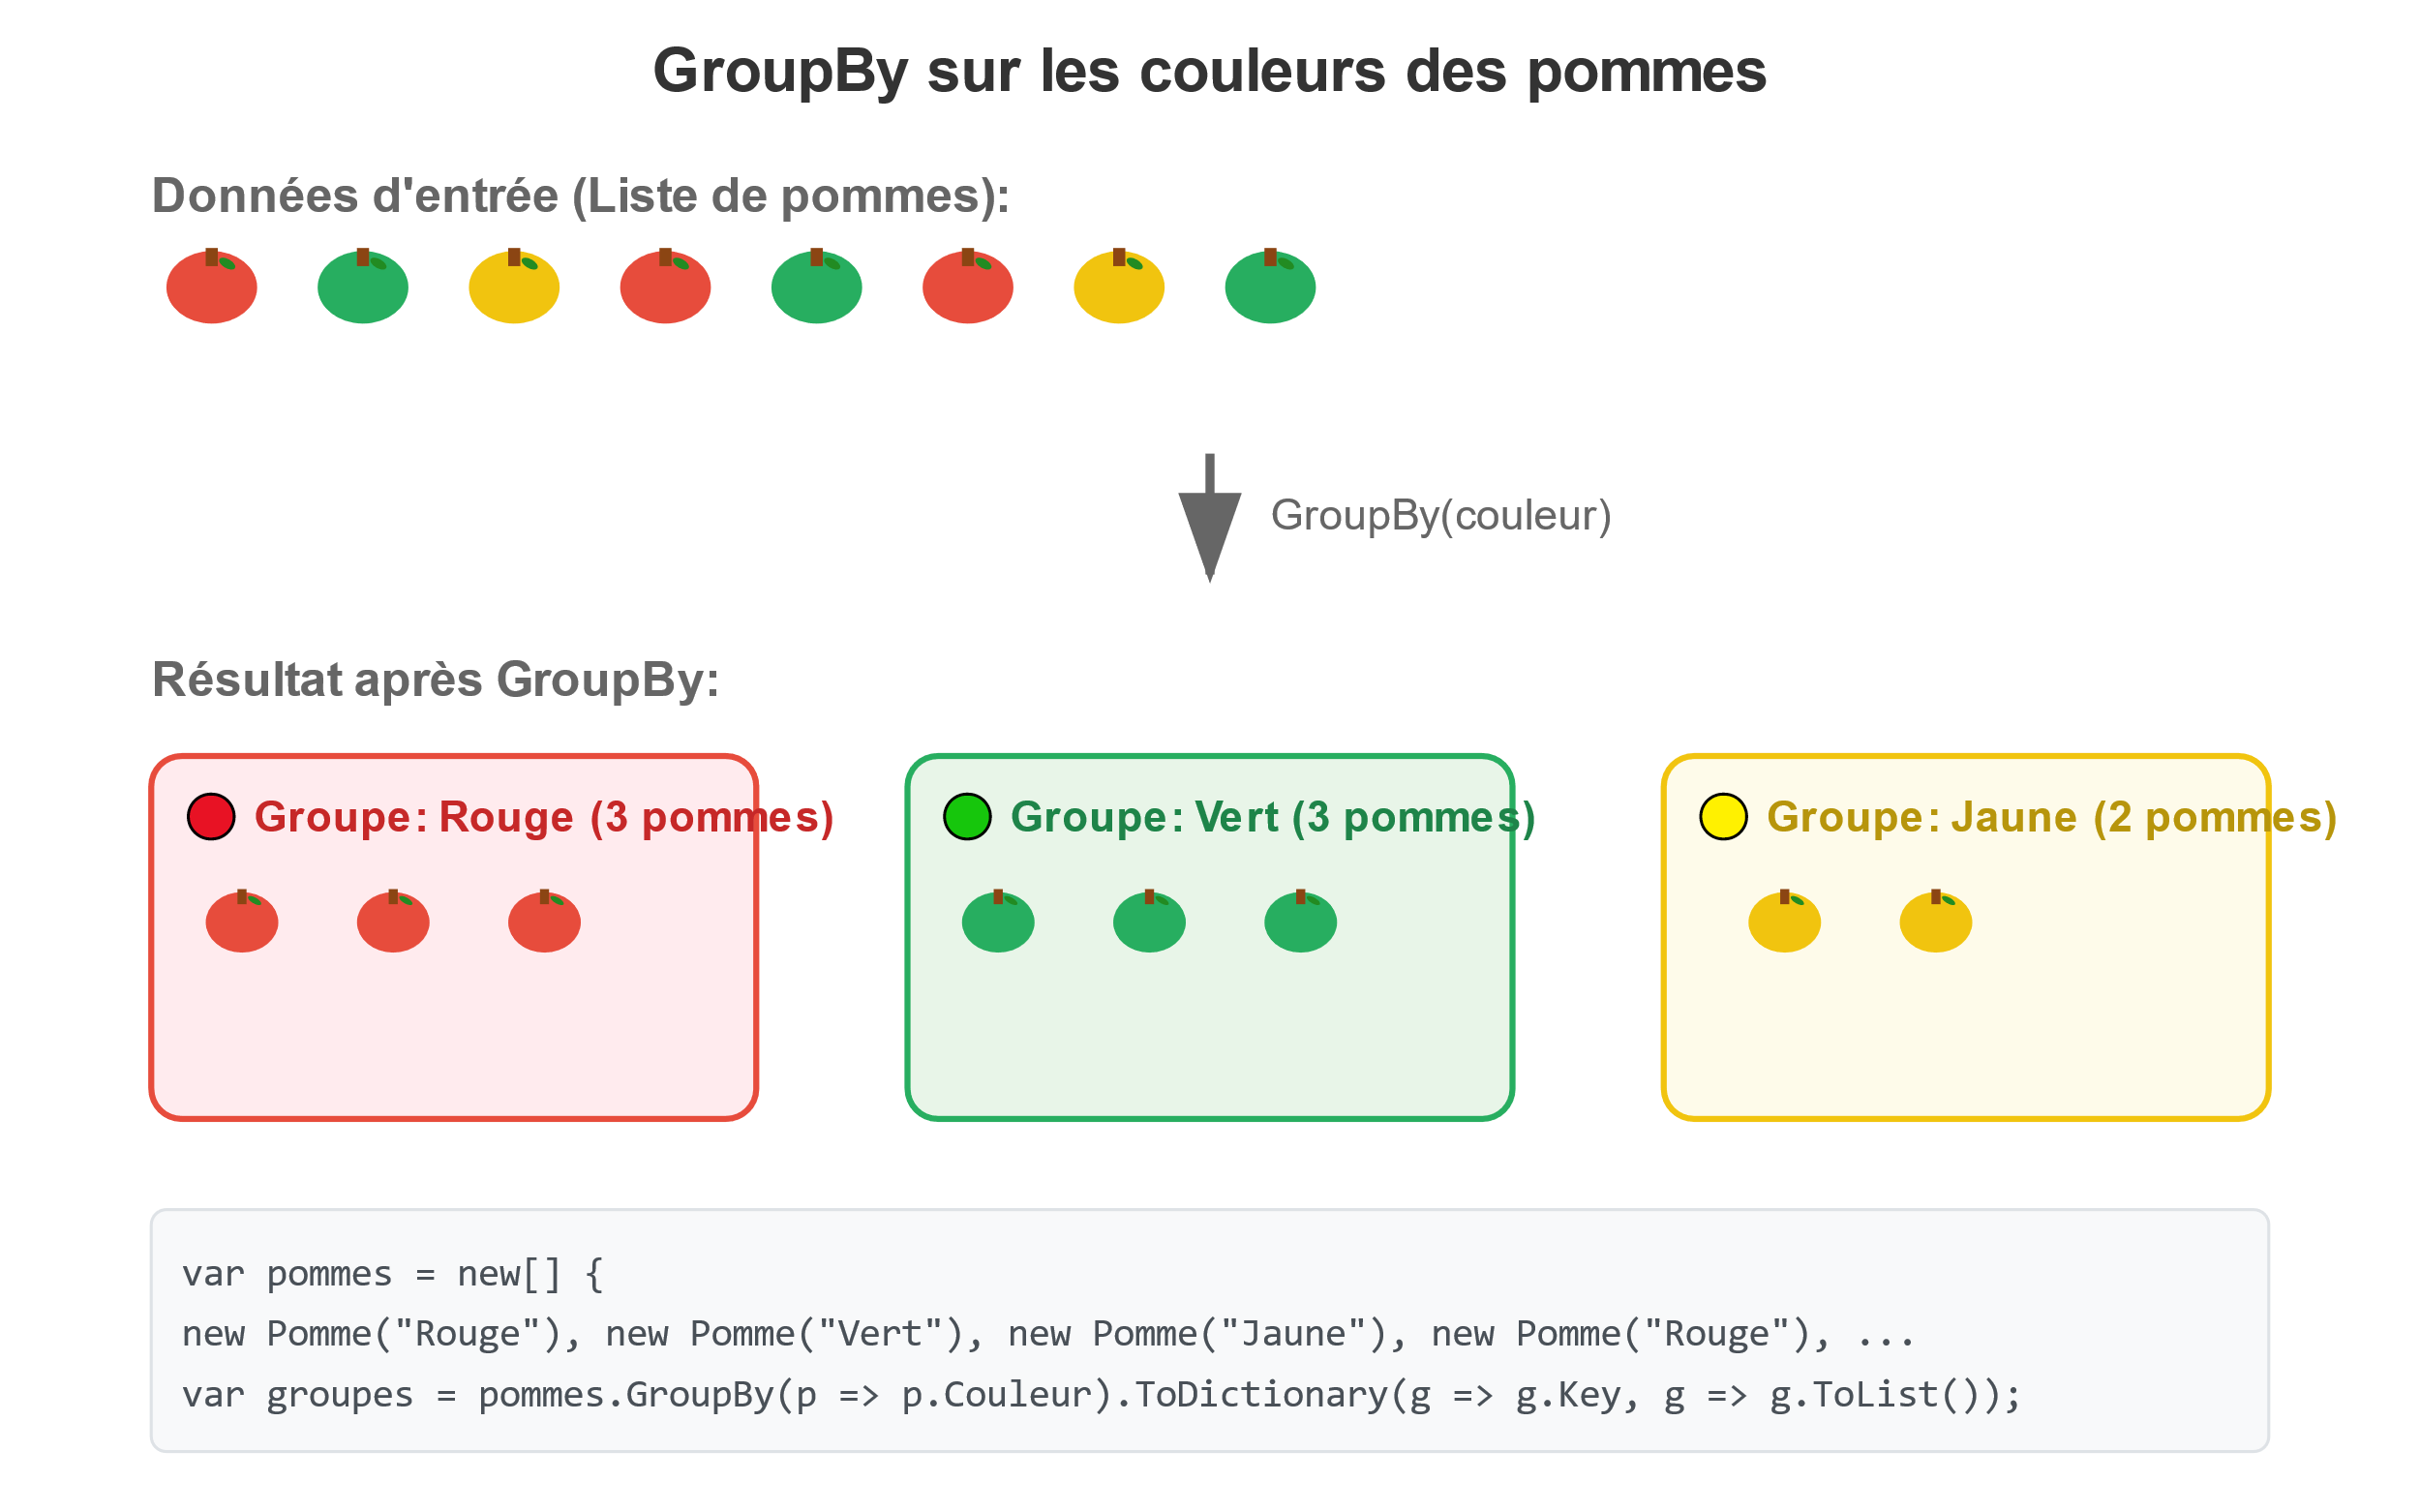 GroupBy sur les couleurs des pommes
Données d'entrée (Liste de pommes):
GroupBy(couleur)
Résultat après GroupBy:
Groupe: Rouge (3 pommes)
Groupe: Vert (3 pommes)
Groupe: Jaune (2 pommes)
var pommes = new[] {
new Pomme("Rouge"), new Pomme("Vert"), new Pomme("Jaune"), new Pomme("Rouge"), ...
var groupes = pommes.GroupBy(p => p.Couleur).ToDictionary(g => g.Key, g => g.ToList());